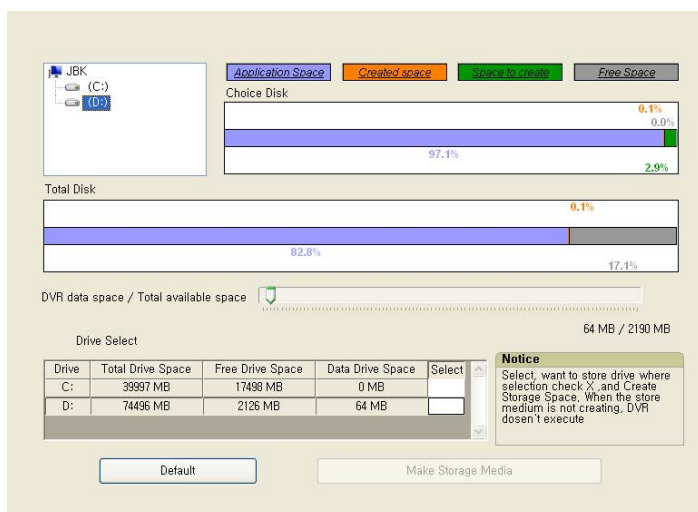 JBK
(C:)
(D:)
Application Space Created space Space to create Free Space
Choice Disk
0.1%
0.0%
97.1%
2.9%
Total Disk
0.1%
82.8%
17.1%
DVR data space / Total available space
64 MB / 2190 MB
Drive Select
Drive Total Drive Space Free Drive Space Data Drive Space Select
C: 39997 MB 17498 MB 0 MB
D: 74496 MB 2126 MB 64 MB
Notice
Select, want to store drive where
selection check X ,and Create
Storage Space, When the store
medium is not creating, DVR
dosen't execute
Default Make Storage Media